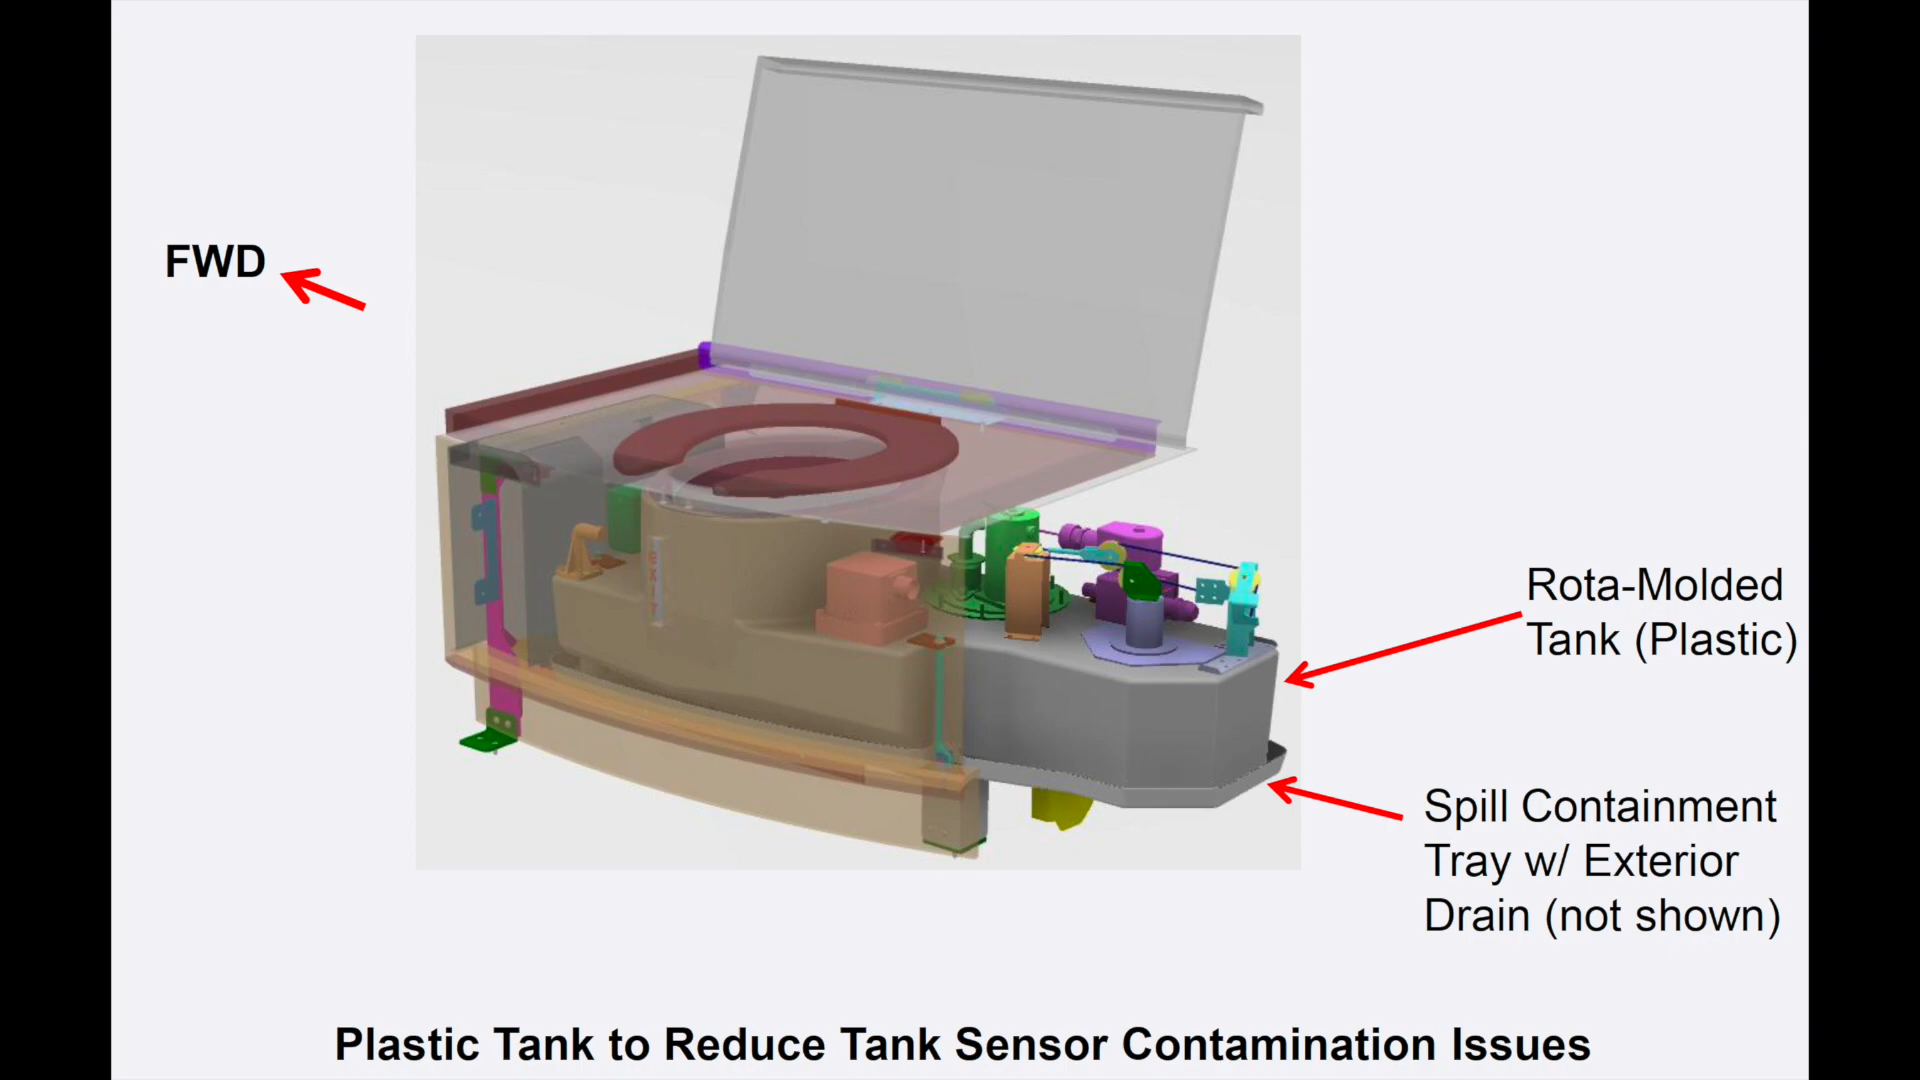 FWD
Rota-Molded
Tank (Plastic)
Spill Containment
Tray w/ Exterior
Drain (not shown)
Plastic Tank to Reduce Tank Sensor Contamination Issues